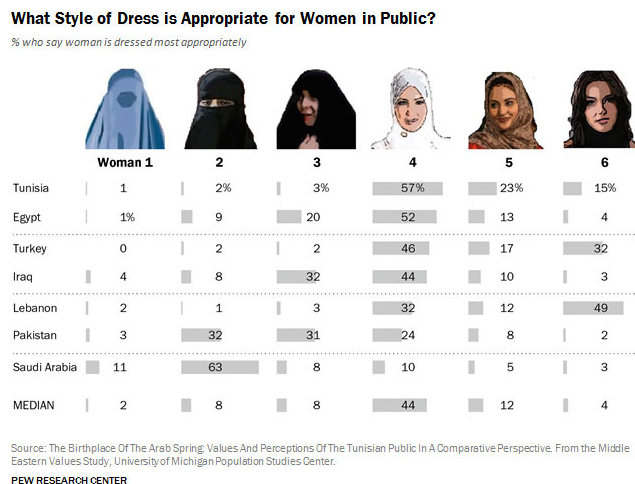 What Style of Dress is Appropriate for Women in Public?
% who say woman is dressed most appropriately
Woman 1 2 3 4 5 6
Tunisia 1 2% 3% 57% 23% 15%
Egypt 1% 9 20 52 13 4
Turkey 0 2 2 46 17 32
Iraq 4 8 32 44 10 3
Lebanon 2 1 3 32 12 49
Pakistan 3 32 31 24 8 2
Saudi Arabia 11 63 8 10 5 3
MEDIAN 2 8 8 44 12 4
Source: The Birthplace Of The Arab Spring: Values And Perceptions Of The Tunisian Public In A Comparative Perspective. From the Middle
Eastern Values Study, University of Michigan Population Studies Center.
PEW RESEARCH CENTER